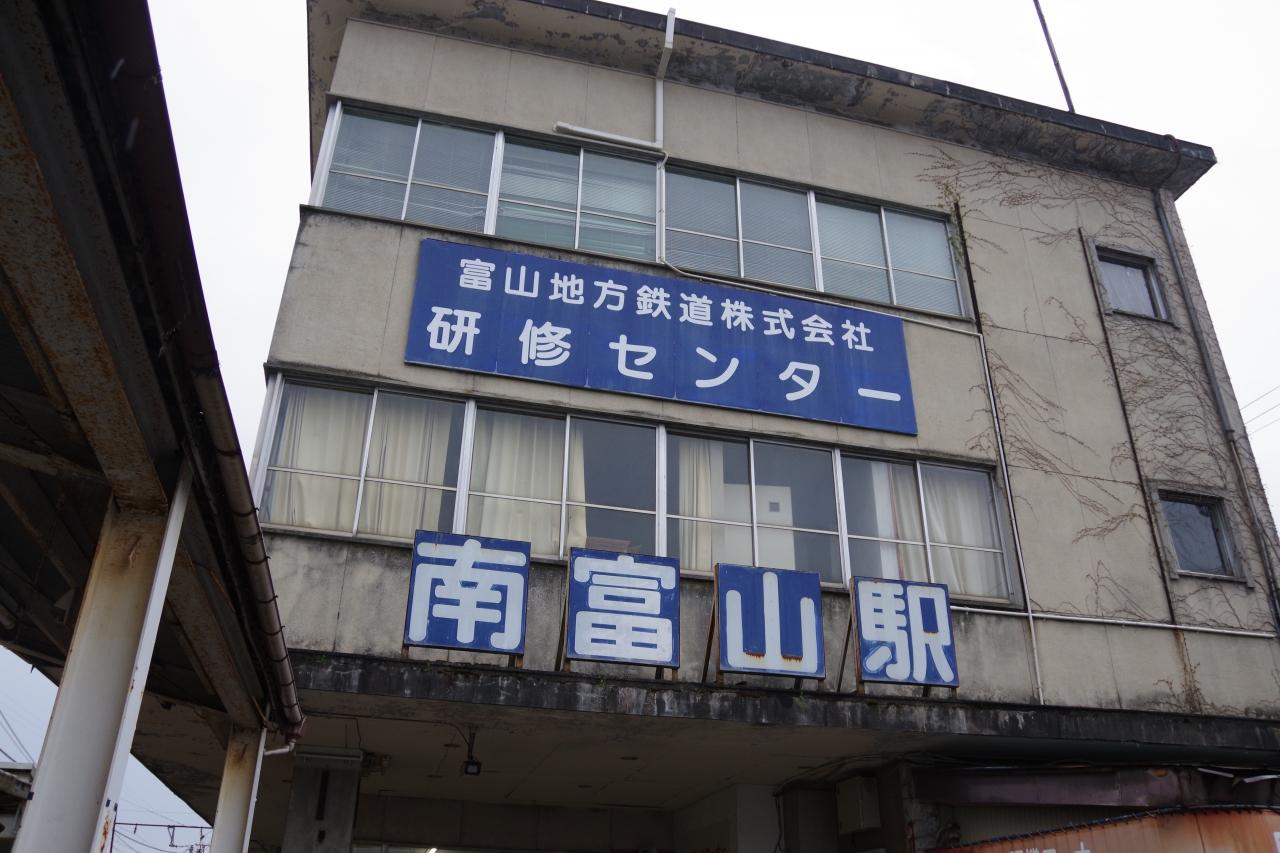 富山地方鉄道株式会社
研修センター
南富山駅